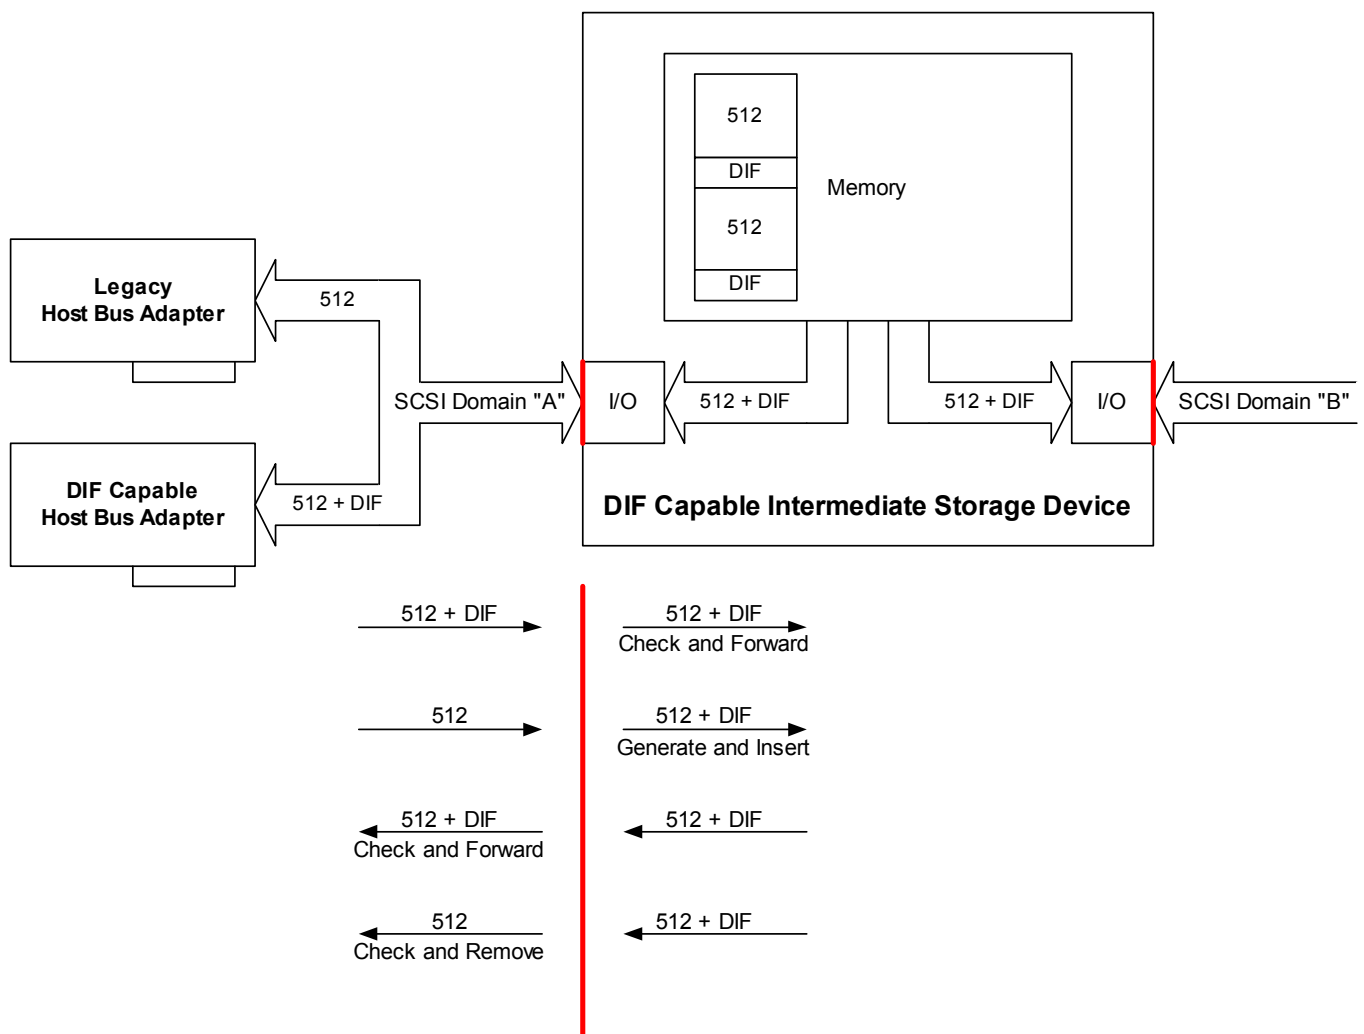 512
DIF
512
DIF
Memory
Legacy
Host Bus Adapter
512
SCSI Domain "A"
I/O
512 + DIF
512 + DIF
I/O
SCSI Domain "B"
DIF Capable
Host Bus Adapter
512 + DIF
DIF Capable Intermediate Storage Device
512 + DIF
512 + DIF
Check and Forward
512
512 + DIF
Generate and Insert
512 + DIF
Check and Forward
512 + DIF
512
Check and Remove
512 + DIF